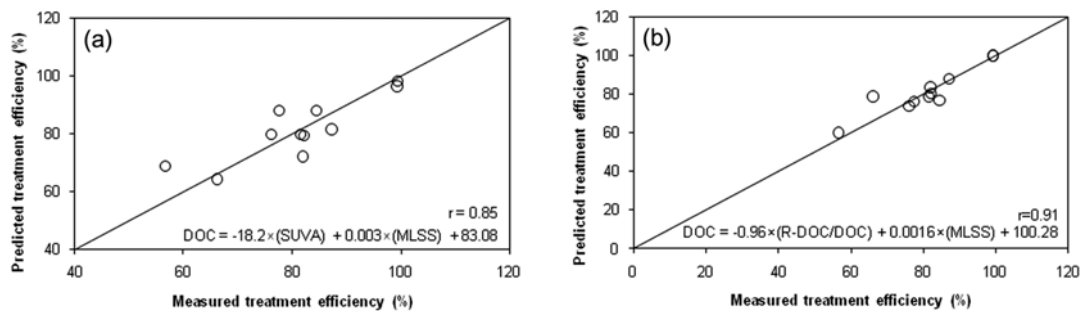 (a)
Predicted treatment efficiency (%)
120
100
80
60
40
r = 0.85
DOC = -18.2×(SUVA) + 0.003×(MLSS) +83.08
40 60 80 100 120
Measured treatment efficiency (%)
(b)
Predicted treatment efficiency (%)
120
100
80
60
40
20
0
r=0.91
DOC = -0.96×(R-DOC/DOC) + 0.0016×(MLSS) +100.28
0 20 40 60 80 100 120
Measured treatment efficiency (%)